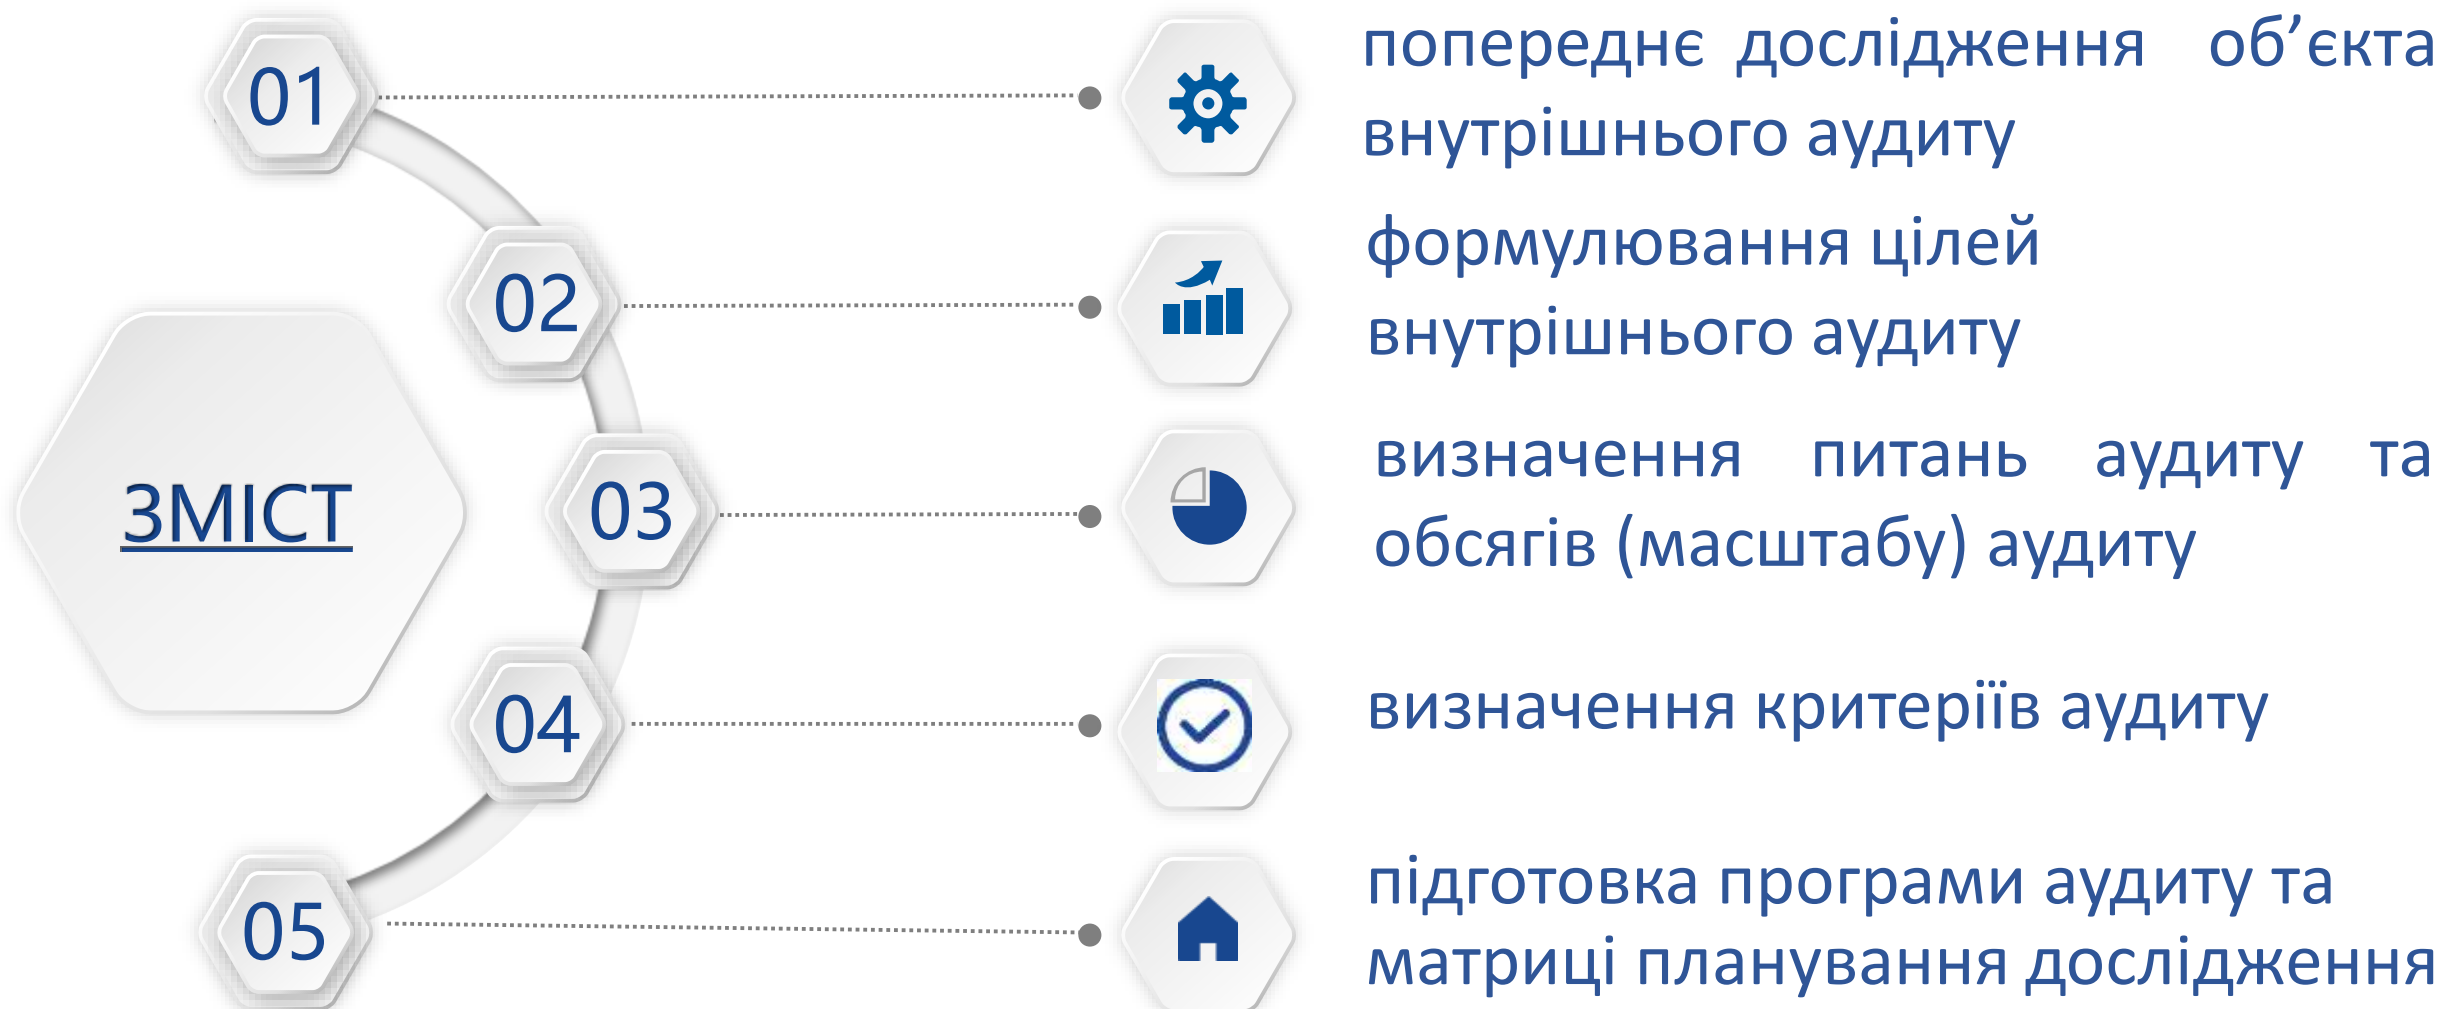 ЗМІСТ
01
попереднє дослідження об’єкта
внутрішнього аудиту
02
формулювання цілей
внутрішнього аудиту
03
визначення питань аудиту та
обсягів (масштабу) аудиту
04
визначення критеріїв аудиту
05
підготовка програми аудиту та
матриці планування дослідження